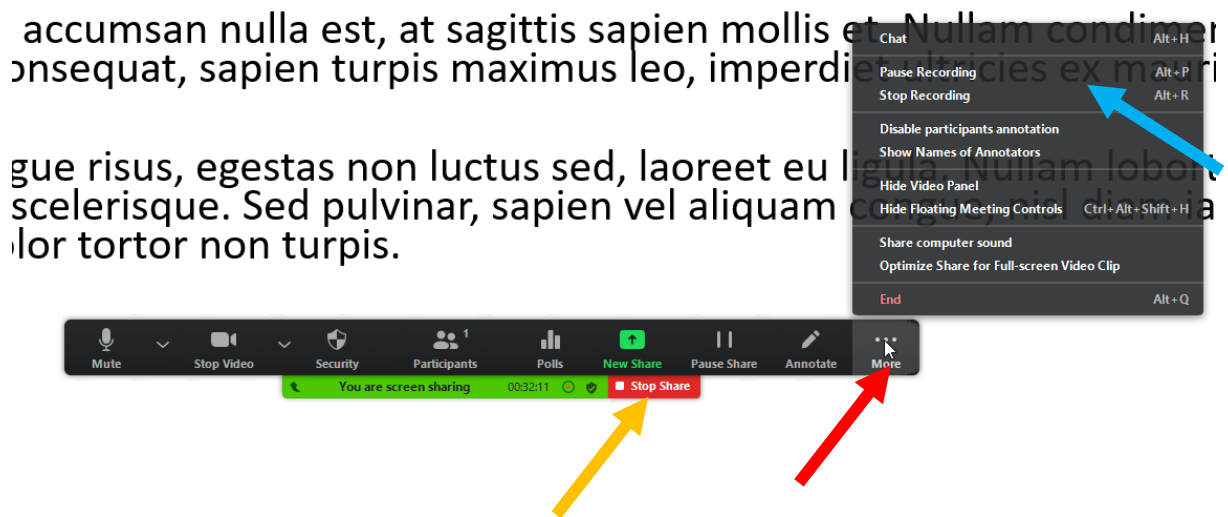 accumsan nulla est, at sagittis sapien mollis et. Nullam condimen
onsequat, sapien turpis maximus leo, imperdiet ultricies ex mauri
gue risus, egestas non luctus sed, laoreet eu ligula. Nullam lobort
scelerisque. Sed pulvinar, sapien vel aliquam congue, nisl diam ia
lor tortor non turpis.
Chat Alt+H
Pause Recording Alt+P
Stop Recording Alt+R
Disable participants annotation
Show Names of Annotators
Hide Video Panel
Hide Floating Meeting Controls Ctrl+Alt+Shift+H
Share computer sound
Optimize Share for Full-screen Video Clip
End Alt+Q
1
Mute Stop Video Security Participants Polls New Share Pause Share Annotate More
You are screen sharing 00:32:11 Stop Share